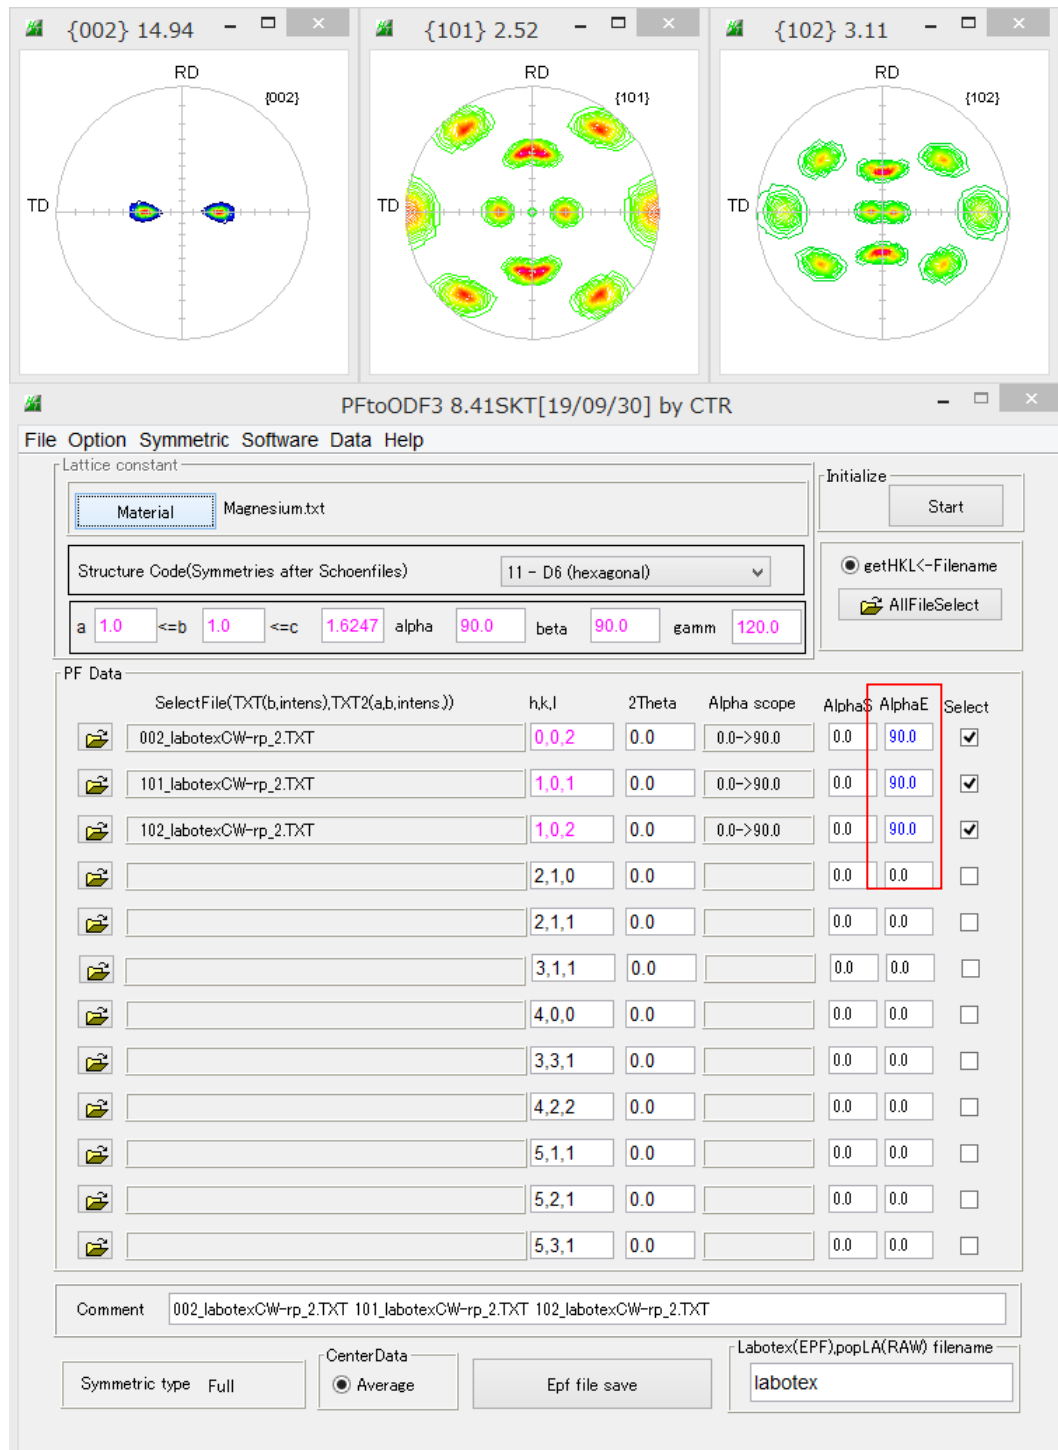 {002} 14.94
{101} 2.52
{102} 3.11
RD
{002}
TD
RD
{101}
TD
RD
{102}
TD
PFtoODF3 8.41SKT[19/09/30] by CTR
File Option Symmetric Software Data Help
Lattice constant
Material Magnesium.txt
Initialize
Start
Structure Code(Symmetries after Schoenfiles) 11 - D6 (hexagonal)
getHKL<-Filename
AllFileSelect
a 1.0 <=b 1.0 <=c 1.6247 alpha 90.0 beta 90.0 gamm 120.0
PF Data
SelectFile(TXT(b,intens),TXT2(a,b,intens.)) h,k,l 2Theta Alpha scope AlphaS AlphaE Select
002_labotexCW-rp_2.TXT 0,0,2 0.0 0.0->90.0 0.0 90.0
101_labotexCW-rp_2.TXT 1,0,1 0.0 0.0->90.0 0.0 90.0
102_labotexCW-rp_2.TXT 1,0,2 0.0 0.0->90.0 0.0 90.0
2,1,0 0.0 0.0 0.0
2,1,1 0.0 0.0 0.0
3,1,1 0.0 0.0 0.0
4,0,0 0.0 0.0 0.0
3,3,1 0.0 0.0 0.0
4,2,2 0.0 0.0 0.0
5,1,1 0.0 0.0 0.0
5,2,1 0.0 0.0 0.0
5,3,1 0.0 0.0 0.0
Comment 002_labotexCW-rp_2.TXT 101_labotexCW-rp_2.TXT 102_labotexCW-rp_2.TXT
Symmetric type Full
CenterData
Average
Epf file save
Labotex(EPF),popLA(RAW) filename
labotex